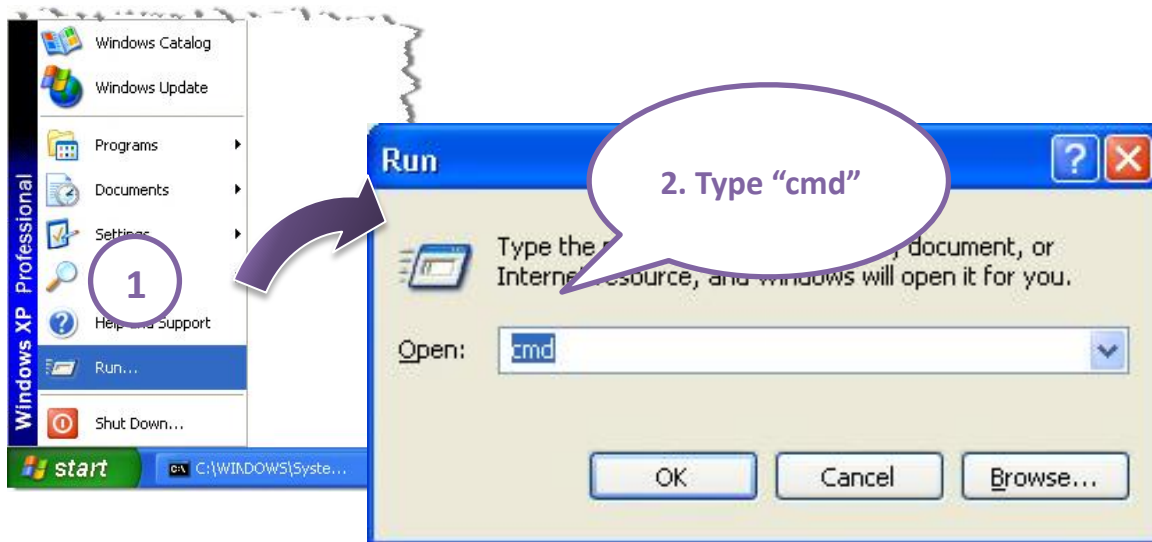 Windows Catalog
Windows Update
Programs
Documents
Settings
1
Help and Support
Run...
Shut Down...
Windows XP Professional
start
C:\WINDOWS\Syste...
Run
2. Type “cmd”
Type the document, or
Internet resource, and Windows will open it for you.
Open: cmd
OK Cancel Browse...